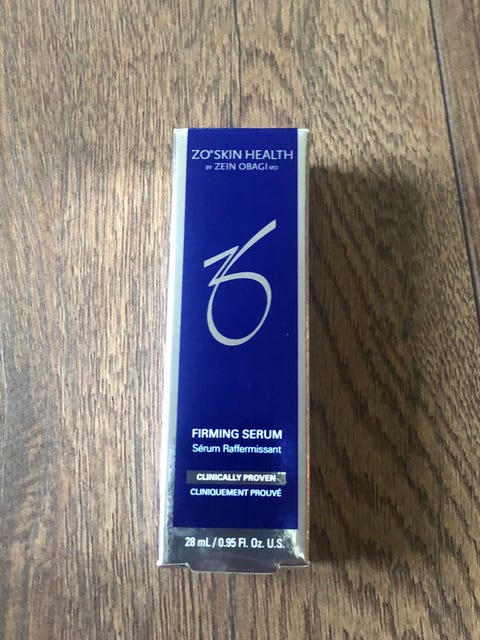 ZO® SKIN HEALTH
BY ZEIN OBAGI MD
ZO
FIRMING SERUM
Sérum Raffermissant
CLINICALLY PROVEN
CLINIQUEMENT PROUVÉ
28 mL / 0.95 Fl. Oz. U.S.